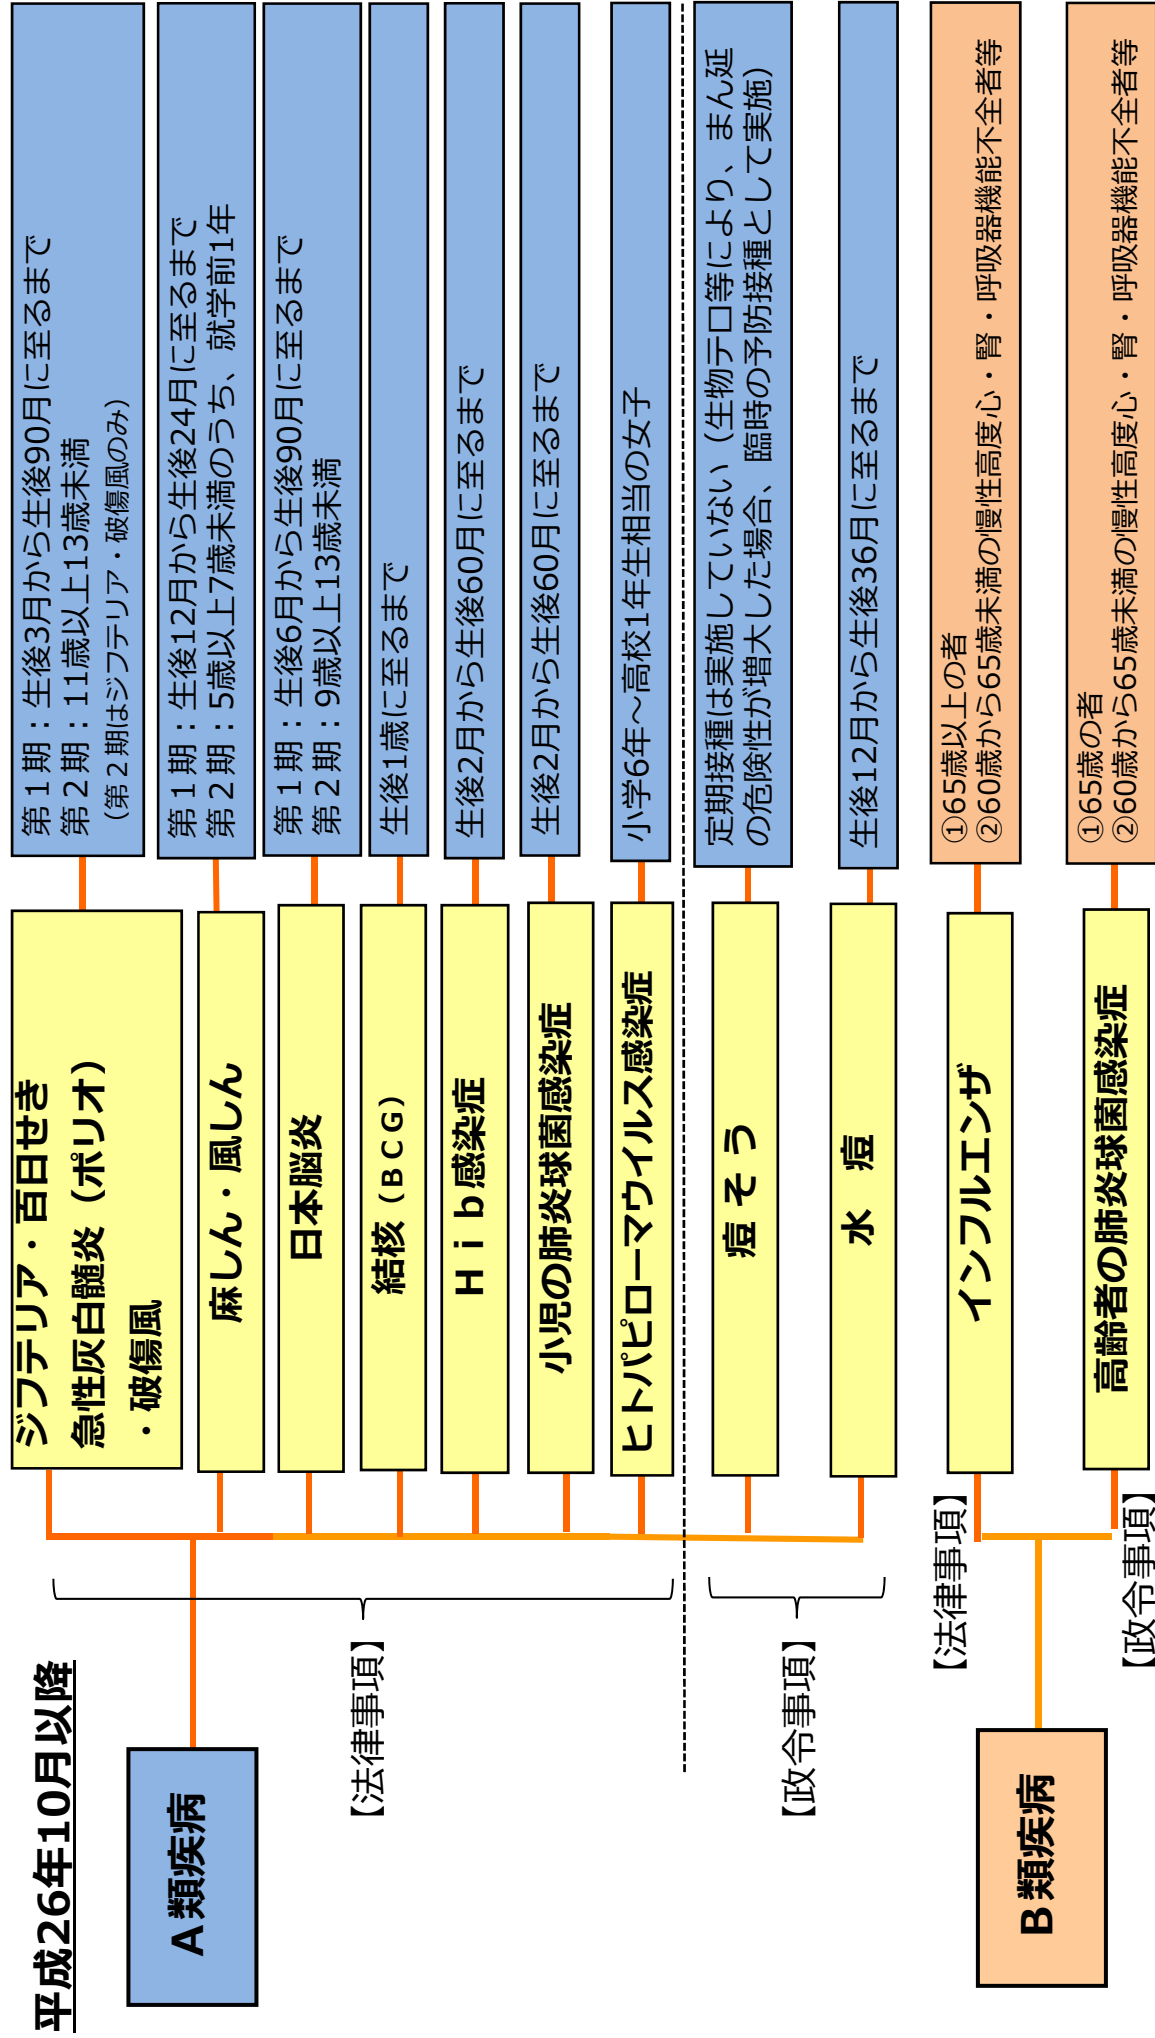 平成26年10月以降
A類疾病
【法律事項】
ジフテリア・百日せき
急性灰白髄炎（ポリオ）
・破傷風
第１期：生後3月から生後90月に至るまで
第２期：11歳以上13歳未満
（第２期はジフテリア・破傷風のみ）
麻しん・風しん
第１期：生後12月から生後24月に至るまで
第２期：5歳以上7歳未満のうち、就学前1年
日本脳炎
第１期：生後6月から生後90月に至るまで
第２期：9歳以上13歳未満
結核（ＢＣＧ）
生後1歳に至るまで
Ｈｉｂ感染症
生後2月から生後60月に至るまで
小児の肺炎球菌感染症
生後2月から生後60月に至るまで
ヒトパピローマウイルス感染症
小学6年～高校1年生相当の女子
【政令事項】
痘そう
定期接種は実施していない（生物テロ等により、まん延
の危険性が増大した場合、臨時の予防接種として実施）
水　痘
生後12月から生後36月に至るまで
B類疾病
【法律事項】
インフルエンザ
①65歳以上の者
②60歳から65歳未満の慢性高度心・腎・呼吸器機能不全者等
【政令事項】
高齢者の肺炎球菌感染症
①65歳の者
②60歳から65歳未満の慢性高度心・腎・呼吸器機能不全者等